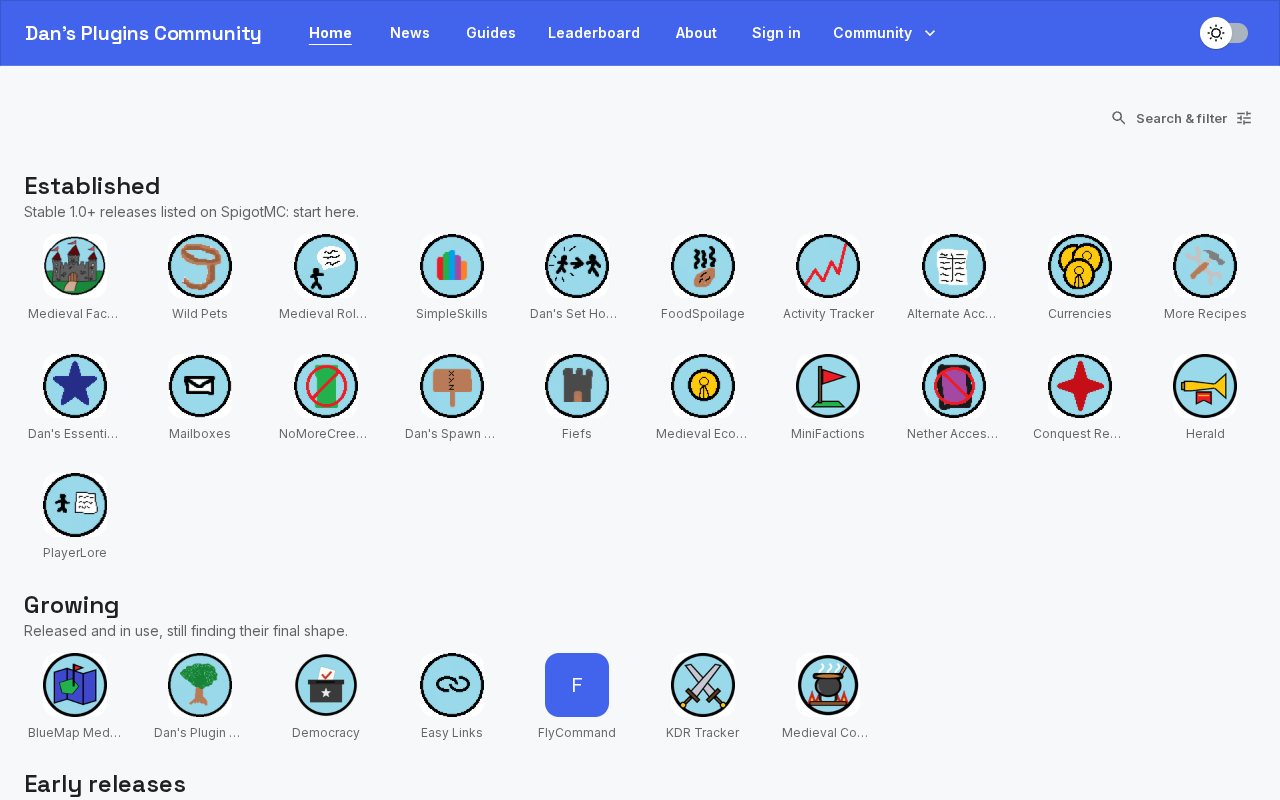 Dan's Plugins Community
Home
News
Guides
Leaderboard
About
Sign in
Community
Search & filter
Established
Stable 1.0+ releases listed on SpigotMC: start here.
Medieval Fac...
Wild Pets
Medieval Rol...
SimpleSkills
Dan's Set Ho...
FoodSpoilage
Activity Tracker
Alternate Acc...
Currencies
More Recipes
X
Y
Z
Dan's Essenti...
Mailboxes
NoMoreCree...
Dan's Spawn ...
Fiefs
Medieval Eco...
MiniFactions
Nether Acces...
Conquest Re...
Herald
PlayerLore
Growing
Released and in use, still finding their final shape.
F
BlueMap Med...
Dan's Plugin ...
Democracy
Easy Links
FlyCommand
KDR Tracker
Medieval Co...
Early releases